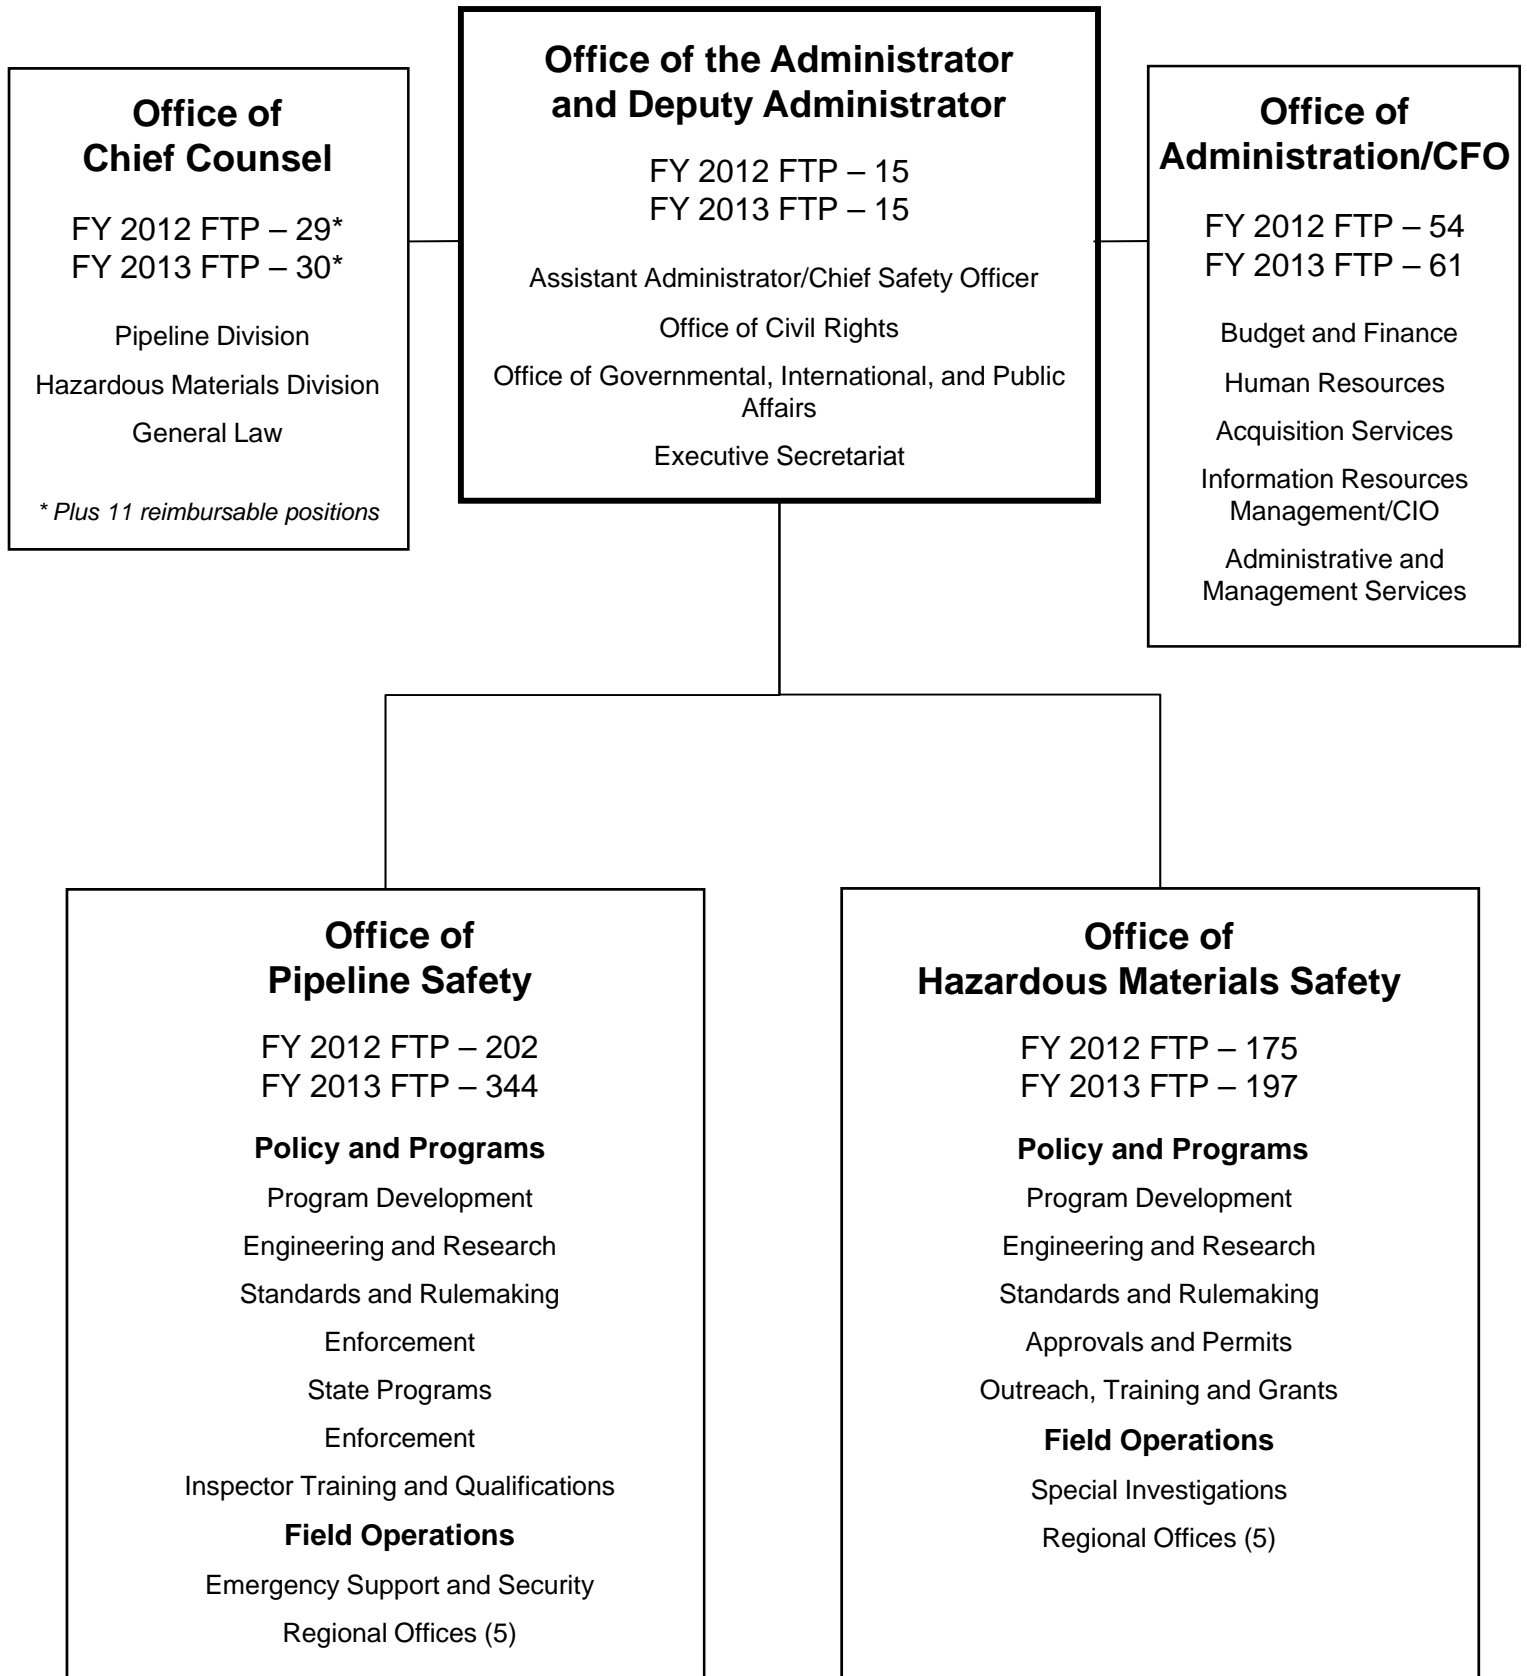 Office of the Administrator
and Deputy Administrator
FY 2012 FTP – 15
FY 2013 FTP – 15
Assistant Administrator/Chief Safety Officer
Office of Civil Rights
Office of Governmental, International, and Public
Affairs
Executive Secretariat
Office of
Chief Counsel
FY 2012 FTP – 29*
FY 2013 FTP – 30*
Pipeline Division
Hazardous Materials Division
General Law
* Plus 11 reimbursable positions
Office of
Administration/CFO
FY 2012 FTP – 54
FY 2013 FTP – 61
Budget and Finance
Human Resources
Acquisition Services
Information Resources
Management/CIO
Administrative and
Management Services
Office of
Pipeline Safety
FY 2012 FTP – 202
FY 2013 FTP – 344
Policy and Programs
Program Development
Engineering and Research
Standards and Rulemaking
Enforcement
State Programs
Enforcement
Inspector Training and Qualifications
Field Operations
Emergency Support and Security
Regional Offices (5)
Office of
Hazardous Materials Safety
FY 2012 FTP – 175
FY 2013 FTP – 197
Policy and Programs
Program Development
Engineering and Research
Standards and Rulemaking
Approvals and Permits
Outreach, Training and Grants
Field Operations
Special Investigations
Regional Offices (5)